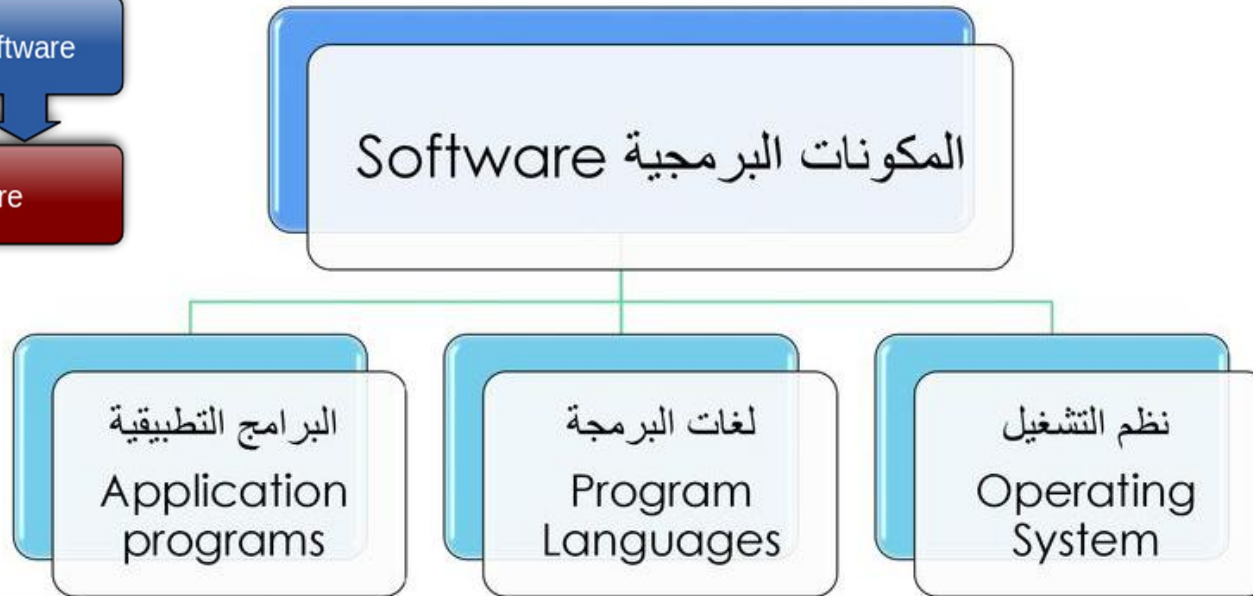 المكونات البرمجية Software
نظم التشغيل
Operating
System
لغات البرمجة
Program
Languages
البرامج التطبيقية
Application
programs